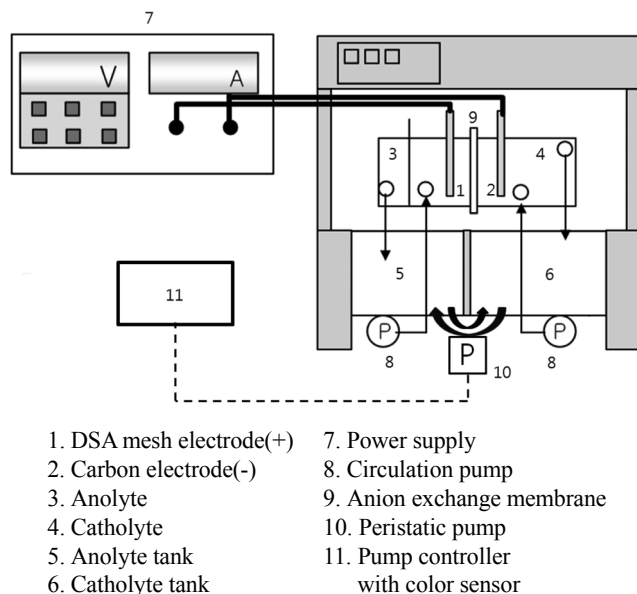 7
V
A
9
3
4
1
2
5
6
11
P
P
P
8
10
8
1. DSA mesh electrode(+)
2. Carbon electrode(-)
3. Anolyte
4. Catholyte
5. Anolyte tank
6. Catholyte tank
7. Power supply
8. Circulation pump
9. Anion exchange membrane
10. Peristatic pump
11. Pump controller
with color sensor